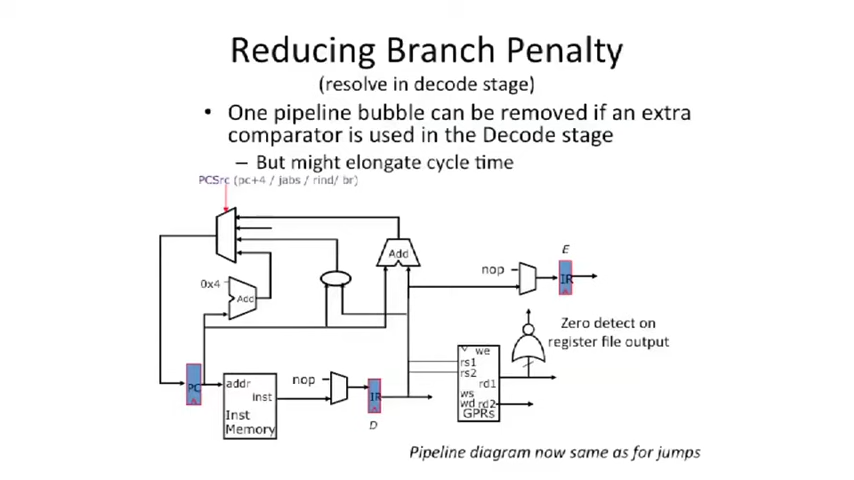 Reducing Branch Penalty
(resolve in decode stage)
• One pipeline bubble can be removed if an extra
comparator is used in the Decode stage
– But might elongate cycle time
PCSrc (pc+4 / jabs / rind/ br)
Add
E
nop
IR
0x4
Add
Zero detect on
register file output
we
rs1
rs2
PC
addr
nop
rd1
inst
IR
ws
wd rd2
GPRs
Inst
Memory
D
Pipeline diagram now same as for jumps